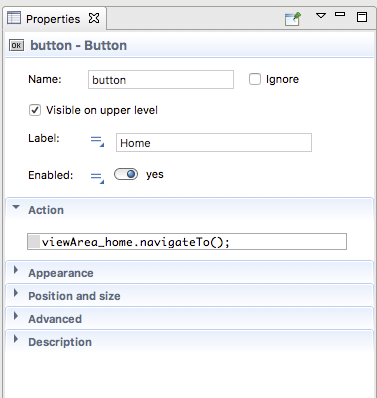 Properties
OK button - Button
Name: button Ignore
Visible on upper level
Label: Home
Enabled: yes
Action
viewArea_home.navigateTo();
Appearance
Position and size
Advanced
Description